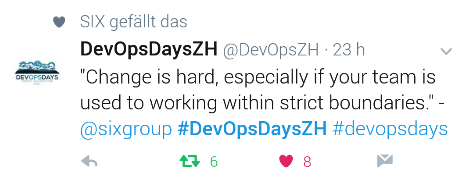 SIX gefällt das
DevOpsDaysZH @DevOpsZH · 23 h
DEVOPSDAYS
"Change is hard, especially if your team is
used to working within strict boundaries." -
@sixgroup #DevOpsDaysZH #devopsdays
6 8